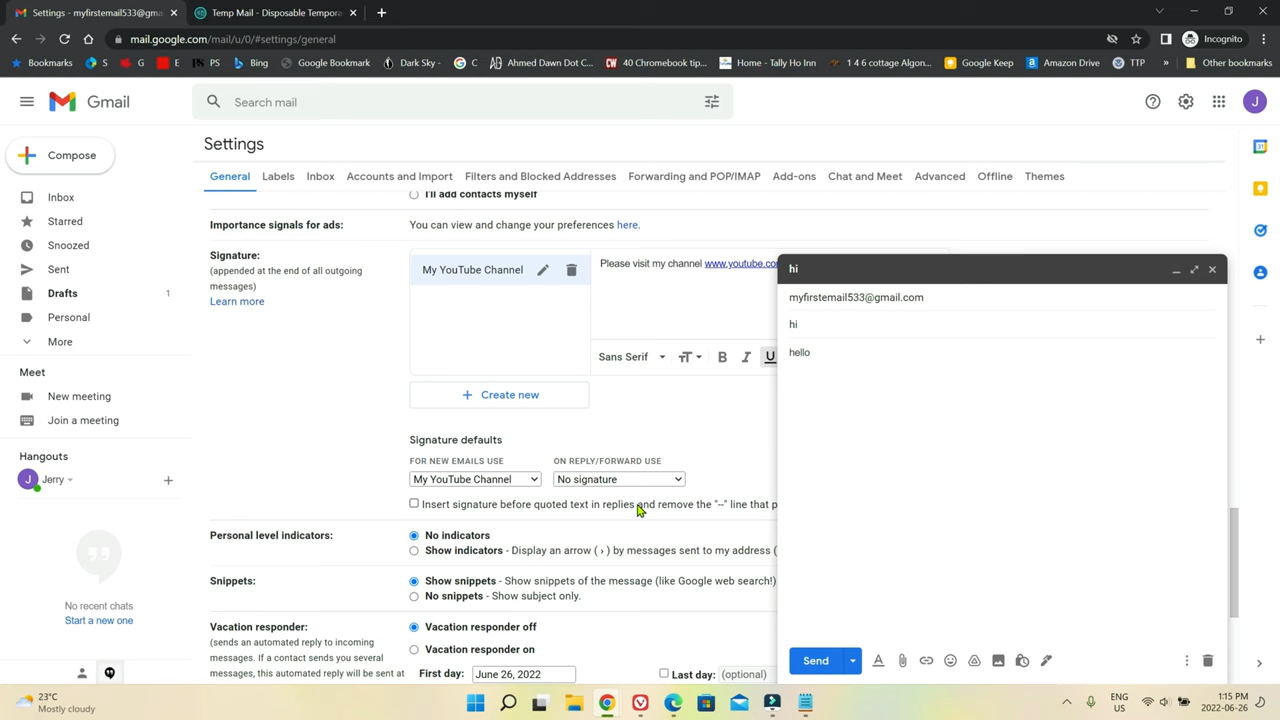 Settings - myfirstemail533@gma
Temp Mail - Disposable Tempora
mail.google.com/mail/u/0/#settings/general
Incognito
Bookmarks
S
G
E
PS
Bing
Google Bookmark
Dark Sky -
C
Ahmed Dawn Dot C...
40 Chromebook tip...
Home - Tally Ho Inn
1 4 6 cottage Algon...
Google Keep
Amazon Drive
TTP
»
Other bookmarks
Gmail
Search mail
J
Settings
Compose
General
Labels
Inbox
Accounts and Import
Filters and Blocked Addresses
Forwarding and POP/IMAP
Add-ons
Chat and Meet
Advanced
Offline
Themes
Inbox
Starred
Snoozed
Sent
Drafts 1
Personal
More
Meet
New meeting
Join a meeting
Hangouts
J
Jerry
No recent chats
Start a new one
I'll add contacts myself
Importance signals for ads:
You can view and change your preferences here.
Signature:
(appended at the end of all outgoing
messages)
Learn more
My YouTube Channel
Please visit my channel www.youtube.co
Sans Serif
Create new
Signature defaults
FOR NEW EMAILS USE
ON REPLY/FORWARD USE
My YouTube Channel
No signature
Insert signature before quoted text in replies and remove the "--" line that p
Personal level indicators:
No indicators
Show indicators - Display an arrow ( › ) by messages sent to my address (
Snippets:
Show snippets - Show snippets of the message (like Google web search!)
No snippets - Show subject only.
Vacation responder:
(sends an automated reply to incoming
messages. If a contact sends you several
messages, this automated reply will be sent at
Vacation responder off
Vacation responder on
First day:
June 26, 2022
Last day:
(optional)
hi
myfirstemail533@gmail.com
hi
hello
Send
23°C
Mostly cloudy
ENG
US
1:15 PM
2022-06-26